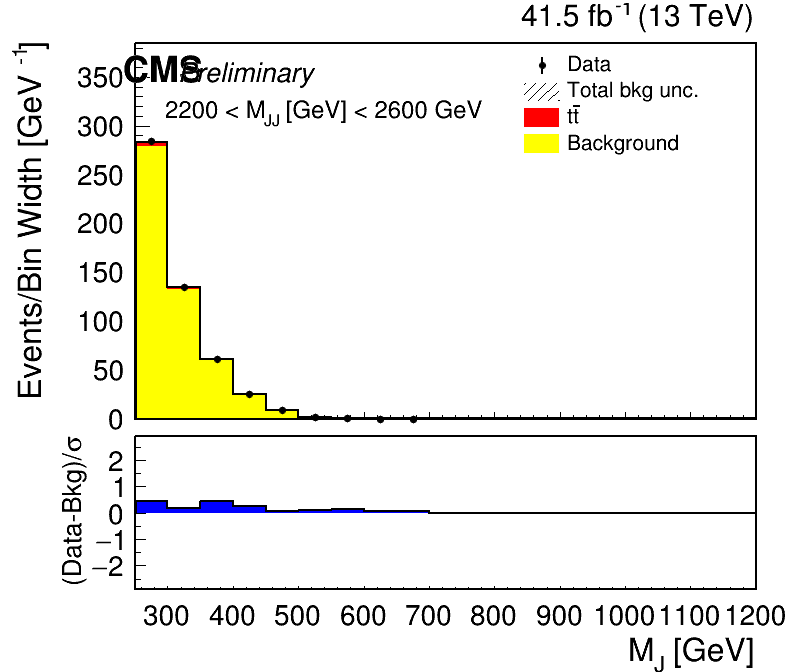 41.5 fb-1 (13 TeV)
CMS Preliminary
2200 < MJJ [GeV] < 2600 GeV
Data
Total bkg unc.
tt̄
Background
Events/Bin Width [GeV-1]
350
300
250
200
150
100
50
0
(Data-Bkg)/σ
2
1
0
−1
−2
300 400 500 600 700 800 900 1000 1100 1200
MJ [GeV]